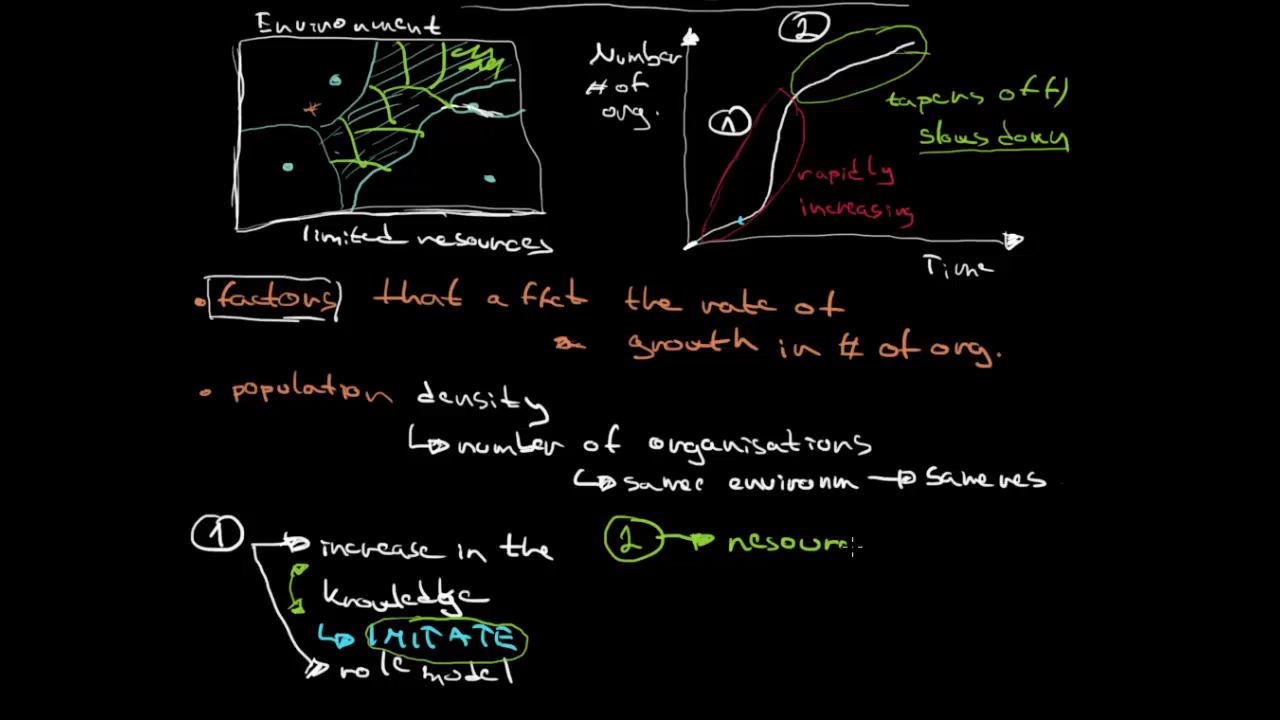 Environment
limited resources
Number
# of
org.
1
2
tapers off/
slows down
rapidly
increasing
Time
• factors that affect the rate of
growth in # of org.
• population density
number of organisations
same environm → same res
1 → increase in the
knowledge
IMITATE
role model
2 → resour